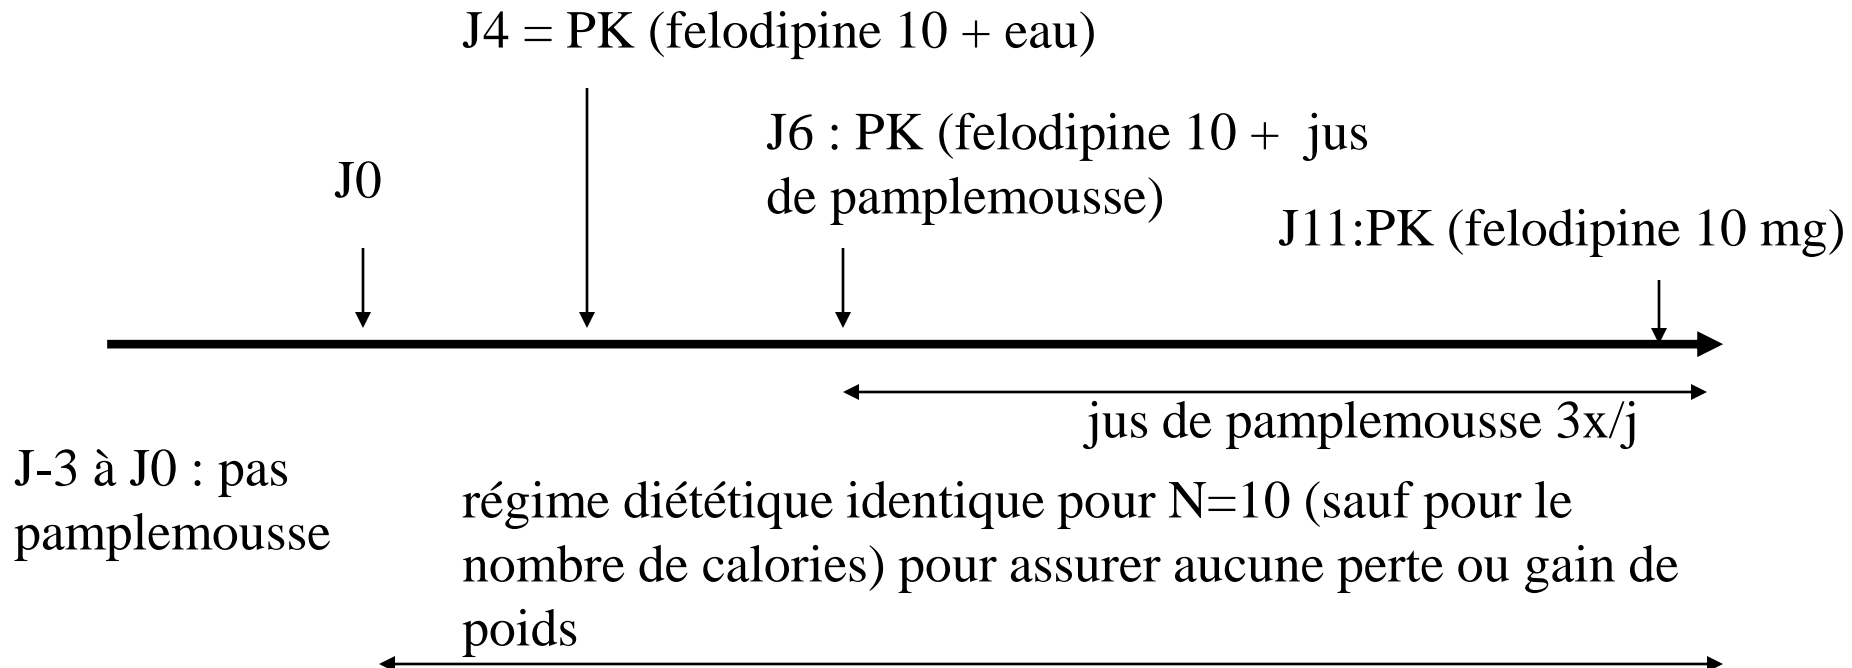 J4 = PK (felodipine 10 + eau)
J6 : PK (felodipine 10 +  jus
de pamplemousse)
J0
J11:PK (felodipine 10 mg)
jus de pamplemousse 3x/j
J-3 à J0 : pas
pamplemousse
régime diététique identique pour N=10 (sauf pour le
nombre de calories) pour assurer aucune perte ou gain de
poids